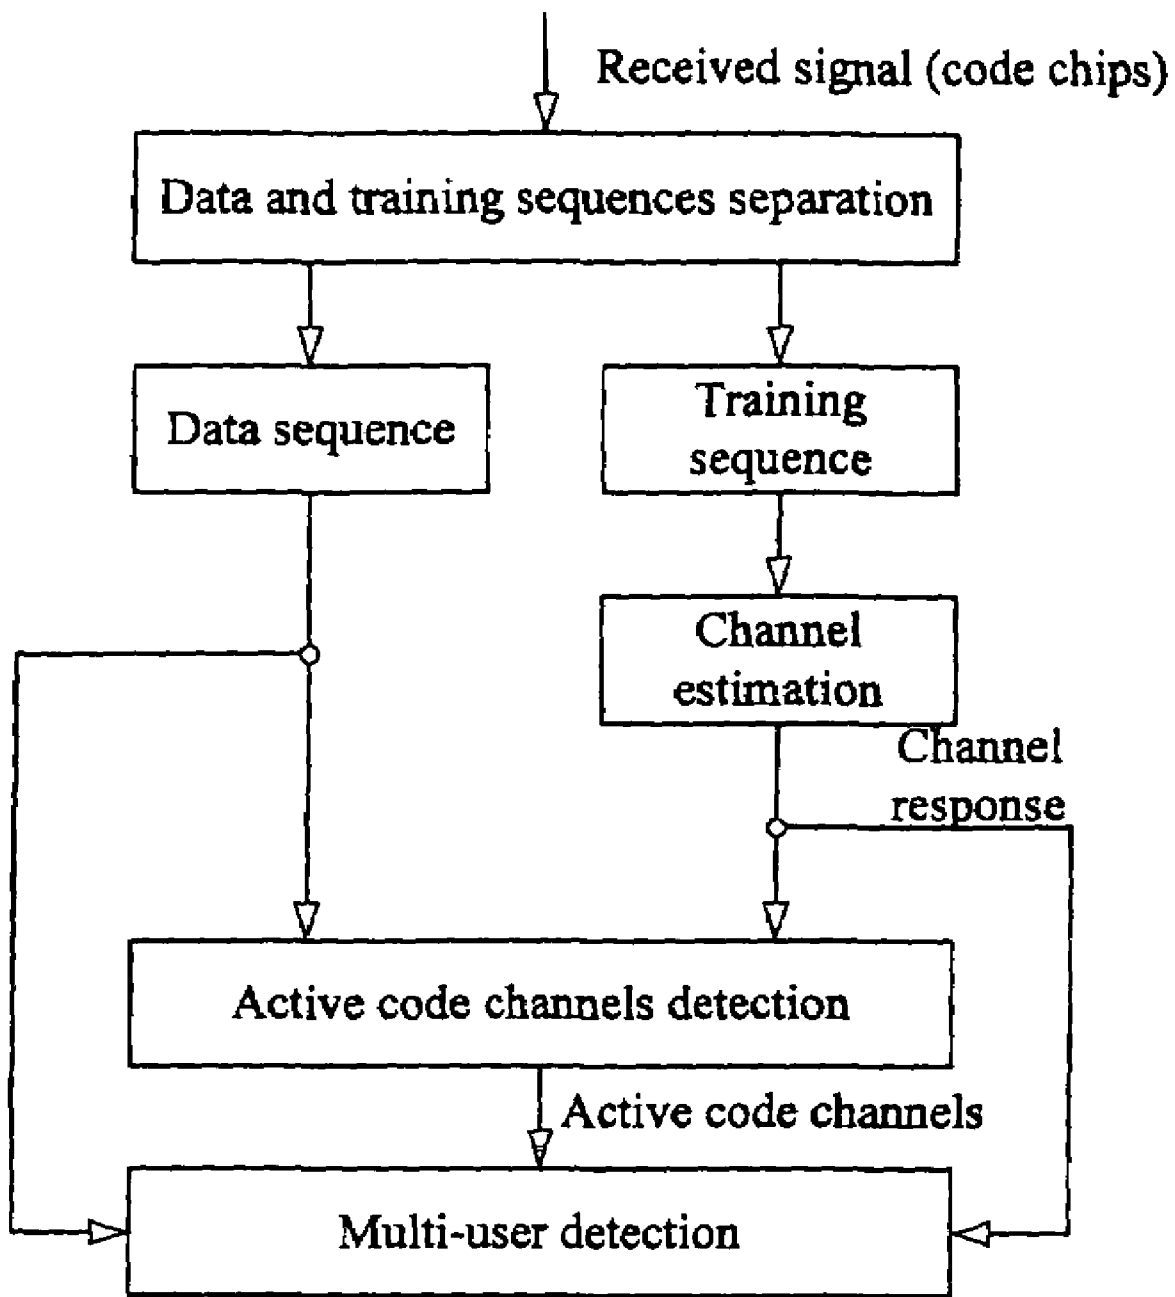 Received signal (code chips)
Data and training sequences separation
Data sequence
Training
sequence
Channel
estimation
Channel
response
Active code channels detection
Active code channels
Multi-user detection